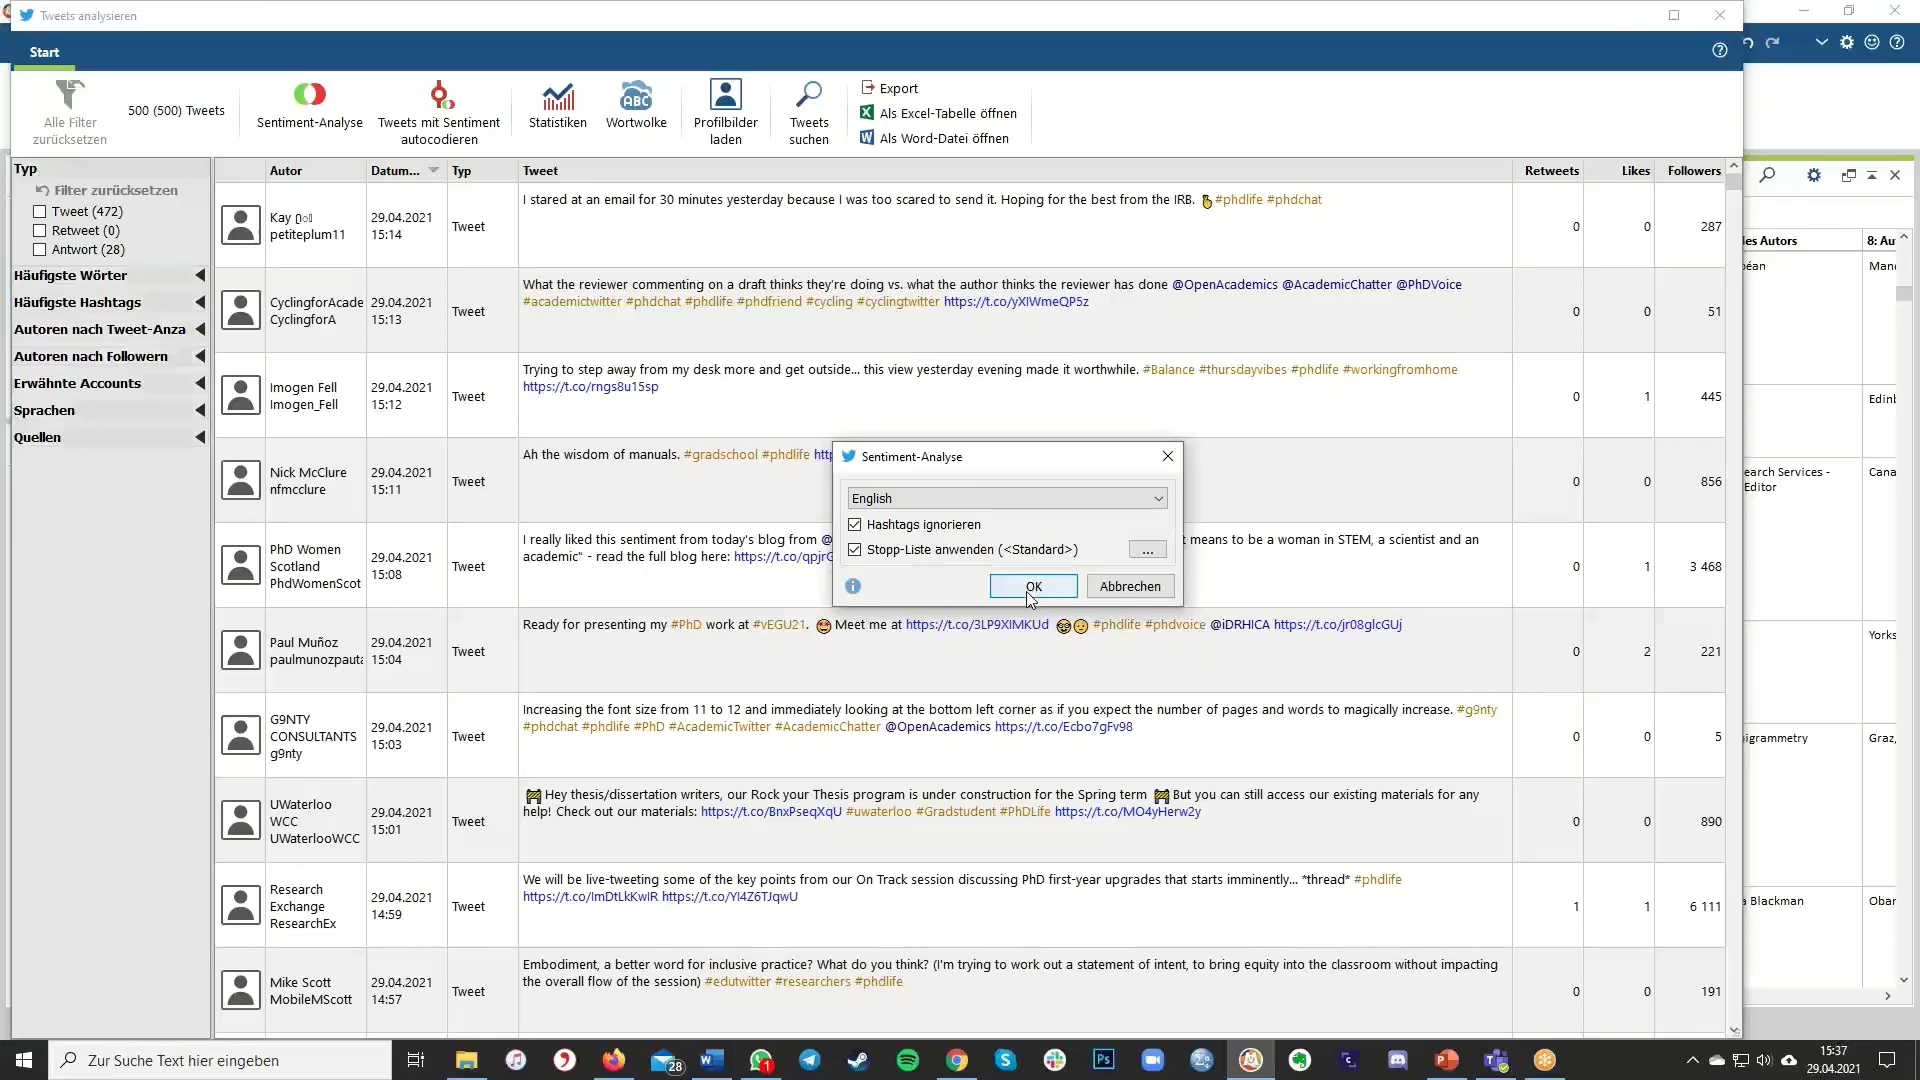 Tweets analysieren
Start
Alle Filter
zurücksetzen
500 (500) Tweets
Sentiment-Analyse
Tweets mit Sentiment
autocodieren
Statistiken
ABC
Wortwolke
Profilbilder
laden
Tweets
suchen
Export
Als Excel-Tabelle öffnen
Als Word-Datei öffnen
Typ
Filter zurücksetzen
Tweet (472)
Retweet (0)
Antwort (28)
Häufigste Wörter
Häufigste Hashtags
Autoren nach Tweet-Anza
Autoren nach Followern
Erwähnte Accounts
Sprachen
Quellen
Autor Datum... Typ Tweet Retweets Likes Followers
Kay
petiteplum11
29.04.2021
15:14
Tweet
I stared at an email for 30 minutes yesterday because I was too scared to send it. Hoping for the best from the IRB. #phdlife #phdchat
0 0 287
CyclingforAcade
CyclingforA
29.04.2021
15:13
Tweet
What the reviewer commenting on a draft thinks they're doing vs. what the author thinks the reviewer has done @OpenAcademics @AcademicChatter @PhDVoice
#academictwitter #phdchat #phdlife #phdfriend #cycling #cyclingtwitter https://t.co/yXIWmeQP5z
0 0 51
Imogen Fell
Imogen_Fell
29.04.2021
15:12
Tweet
Trying to step away from my desk more and get outside... this view yesterday evening made it worthwhile. #Balance #thursdayvibes #phdlife #workingfromhome
https://t.co/rngs8u15sp
0 1 445
Nick McClure
nfmcclure
29.04.2021
15:11
Tweet
Ah the wisdom of manuals. #gradschool #phdlife http
0 0 856
PhD Women
Scotland
PhdWomenScot
29.04.2021
15:08
Tweet
I really liked this sentiment from today's blog from @ t means to be a woman in STEM, a scientist and an
academic" - read the full blog here: https://t.co/qpjrG
0 1 3 468
Paul Muñoz
paulmunozpauta
29.04.2021
15:04
Tweet
Ready for presenting my #PhD work at #vEGU21. Meet me at https://t.co/3LP9XIMKUd #phdlife #phdvoice @iDRHICA https://t.co/jr08glcGUj
0 2 221
G9NTY
CONSULTANTS
g9nty
29.04.2021
15:03
Tweet
Increasing the font size from 11 to 12 and immediately looking at the bottom left corner as if you expect the number of pages and words to magically increase. #g9nty
#phdchat #phdlife #PhD #AcademicTwitter #AcademicChatter @OpenAcademics https://t.co/Ecbo7gFv98
0 0 5
UWaterloo
WCC
UWaterlooWCC
29.04.2021
15:01
Tweet
Hey thesis/dissertation writers, our Rock your Thesis program is under construction for the Spring term But you can still access our existing materials for any
help! Check out our materials: https://t.co/BnxPseqXqU #uwaterloo #Gradstudent #PhDLife https://t.co/MO4yHerw2y
0 0 890
Research
Exchange
ResearchEx
29.04.2021
14:59
Tweet
We will be live-tweeting some of the key points from our On Track session discussing PhD first-year upgrades that starts imminently... *thread* #phdlife
https://t.co/ImDtLkKwIR https://t.co/YI4Z6TJqwU
1 1 6 111
Mike Scott
MobileMScott
29.04.2021
14:57
Tweet
Embodiment, a better word for inclusive practice? What do you think? (I'm trying to work out a statement of intent, to bring equity into the classroom without impacting
the overall flow of the session) #edutwitter #researchers #phdlife
0 0 191
Sentiment-Analyse
English
Hashtags ignorieren
Stopp-Liste anwenden (<Standard>)
...
OK
Abbrechen
des Autors 8: Au
péan Manc
Edinb
earch Services - Cana
Editor
Yorks
igrammetry Graz,
a Blackman Obar
Zur Suche Text hier eingeben
28
1
15:37
29.04.2021